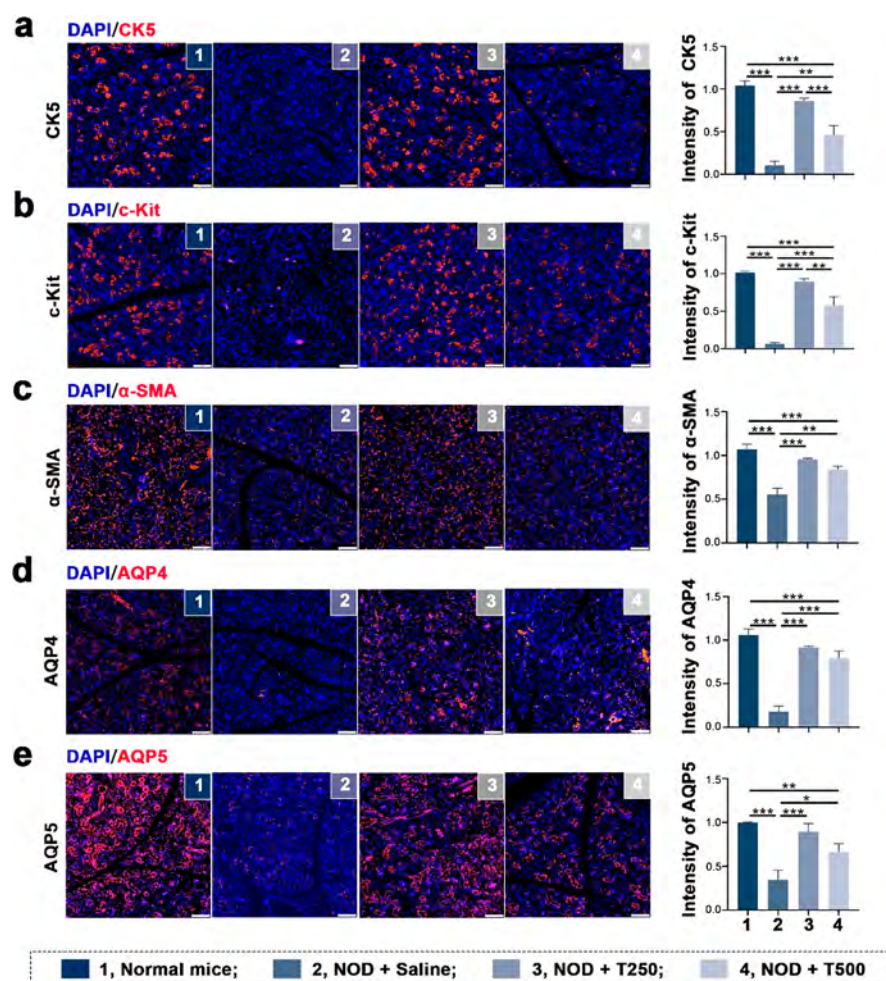 a DAPI/CK5
CK5
1 2 3 4
Intensity of CK5
1.5
1.0
0.5
0.0
***
*** **
*** ***
b DAPI/c-Kit
c-Kit
1 2 3 4
Intensity of c-Kit
1.5
1.0
0.5
0.0
***
*** ***
*** **
c DAPI/α-SMA
α-SMA
1 2 3 4
Intensity of α-SMA
1.5
1.0
0.5
0.0
***
*** **
***
d DAPI/AQP4
AQP4
1 2 3 4
Intensity of AQP4
1.5
1.0
0.5
0.0
***
***
*** ***
e DAPI/AQP5
AQP5
1 2 3 4
Intensity of AQP5
1.5
1.0
0.5
0.0
**
*
*** ***
1 2 3 4
1, Normal mice; 2, NOD + Saline; 3, NOD + T250; 4, NOD + T500